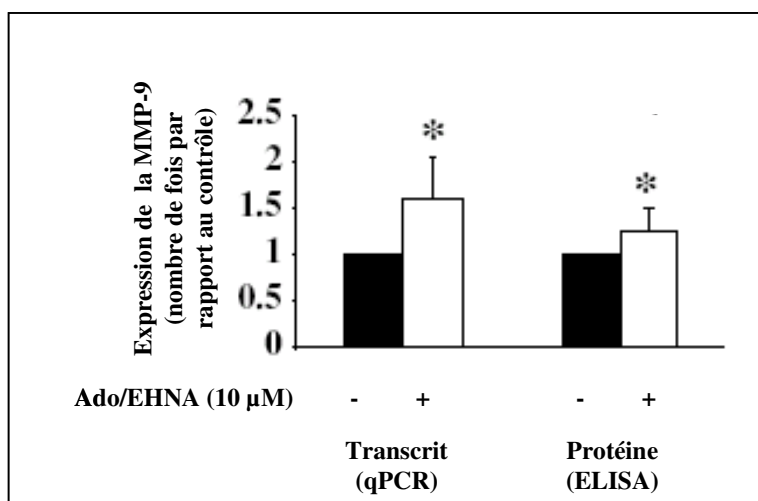 Expression de la MMP-9
(nombre de fois par
rapport au contrôle)
2.5
2
1.5
1
0.5
0
*
*
Ado/EHNA (10 µM) - + - +
Transcrit Protéine
(qPCR) (ELISA)